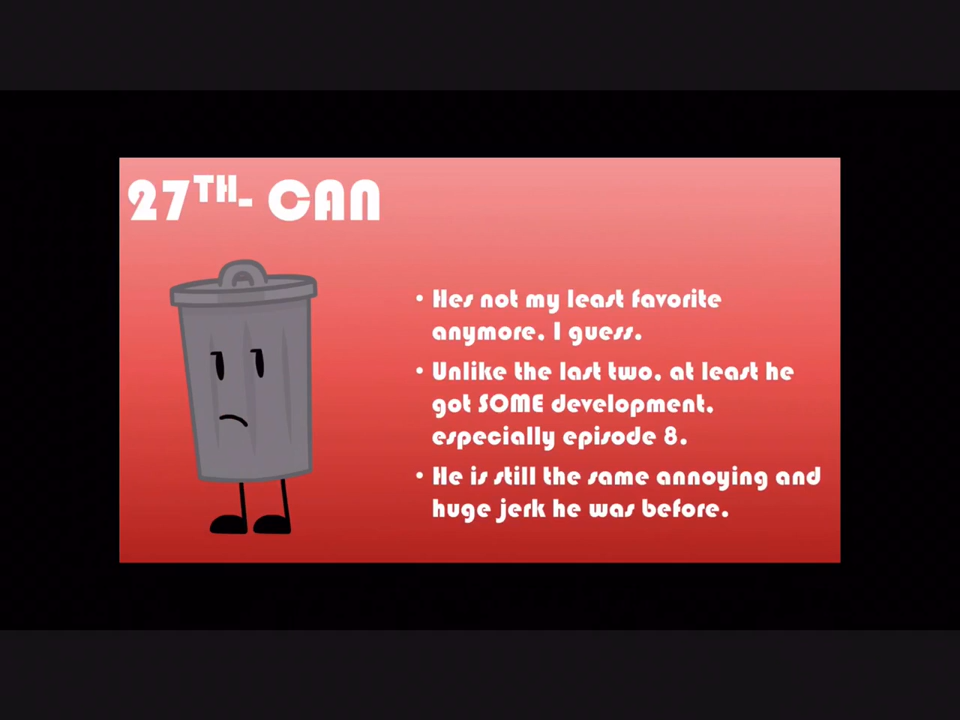 27TH- CAN
• Hes not my least favorite
anymore, I guess.
• Unlike the last two, at least he
got SOME development,
especially episode 8.
• He is still the same annoying and
huge jerk he was before.